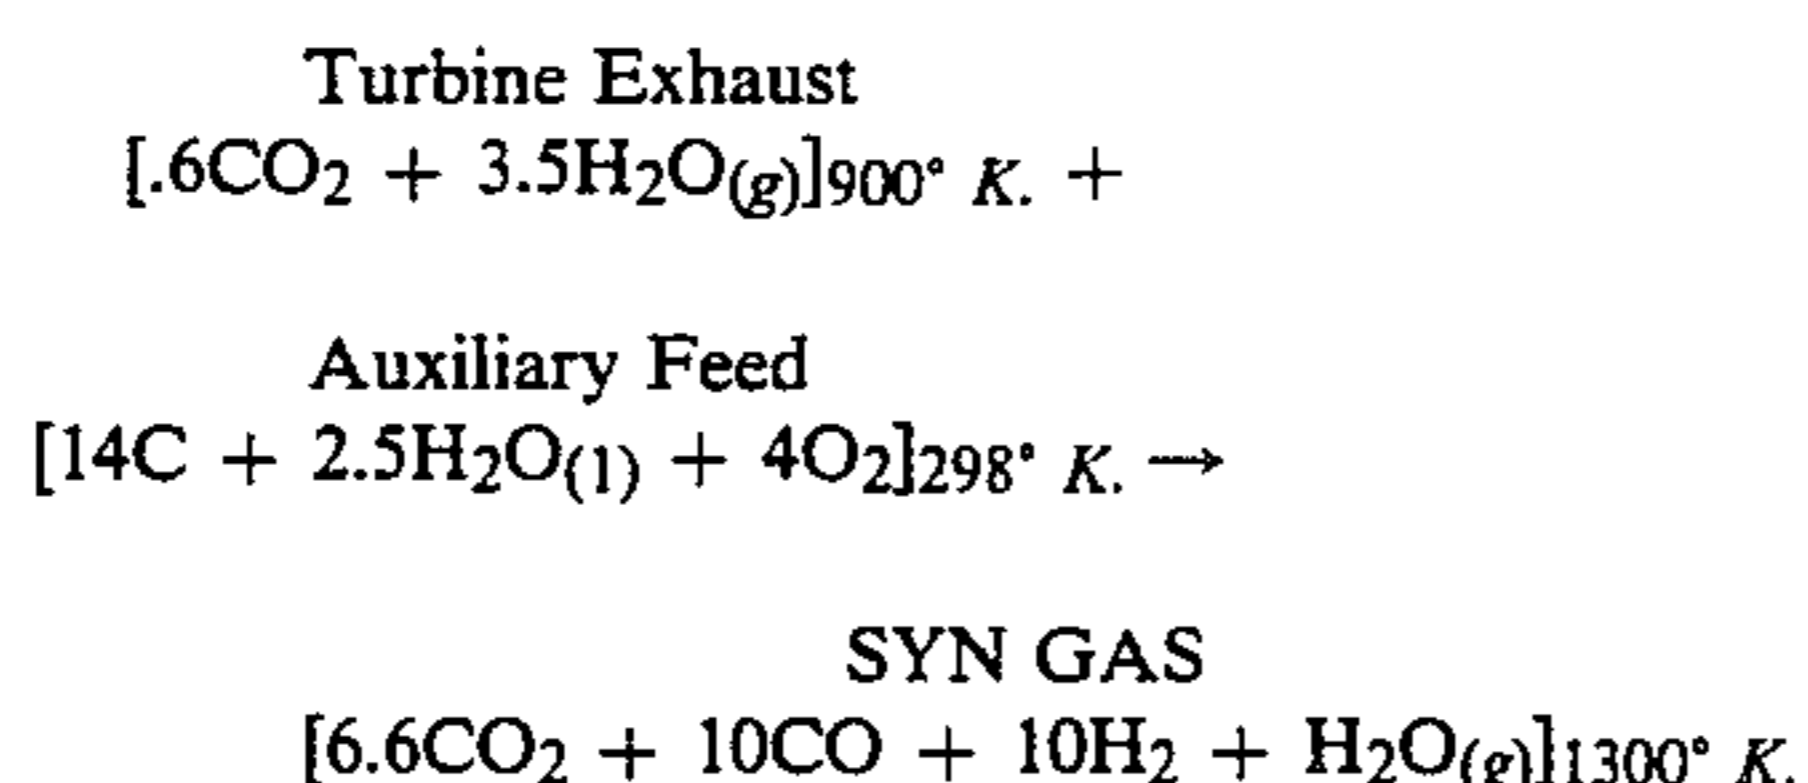 Turbine Exhaust
[.6CO₂ + 3.5H₂O(g)]900° K. +
Auxiliary Feed
[14C + 2.5H₂O(1) + 4O₂]298° K. →
SYN GAS
[6.6CO₂ + 10CO + 10H₂ + H₂O(g)]1300° K.